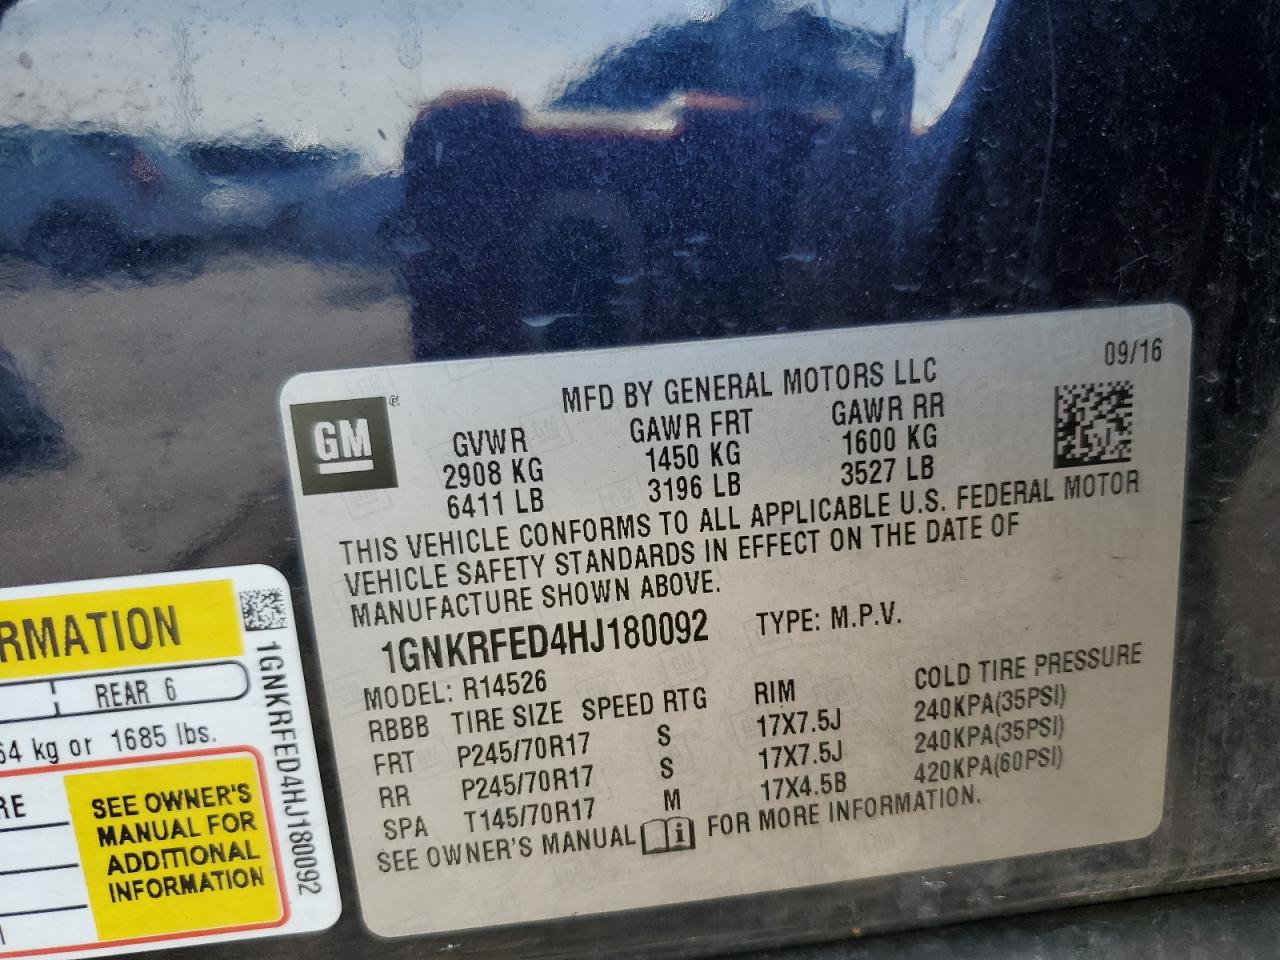 MFD BY GENERAL MOTORS LLC
09/16
GM®
GVWR GAWR FRT GAWR RR
2908 KG 1450 KG 1600 KG
6411 LB 3196 LB 3527 LB
THIS VEHICLE CONFORMS TO ALL APPLICABLE U.S. FEDERAL MOTOR
VEHICLE SAFETY STANDARDS IN EFFECT ON THE DATE OF
MANUFACTURE SHOWN ABOVE.
1GNKRFED4HJ180092 TYPE: M.P.V.
MODEL: R14526
RBBB TIRE SIZE SPEED RTG RIM COLD TIRE PRESSURE
FRT P245/70R17 S 17X7.5J 240KPA(35PSI)
RR P245/70R17 S 17X7.5J 240KPA(35PSI)
SPA T145/70R17 M 17X4.5B 420KPA(60PSI)
SEE OWNER'S MANUAL i FOR MORE INFORMATION.
RMATION
REAR 6
64 kg or 1685 lbs.
RE
SEE OWNER'S
MANUAL FOR
ADDITIONAL
INFORMATION
1GNKRFED4HJ180092